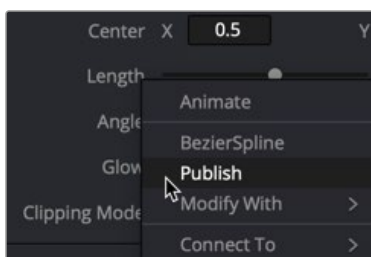 Center X 0.5 Y
Length
Animate
Angle
BezierSpline
Glow
Publish
Clipping Mode
Modify With >
Connect To >